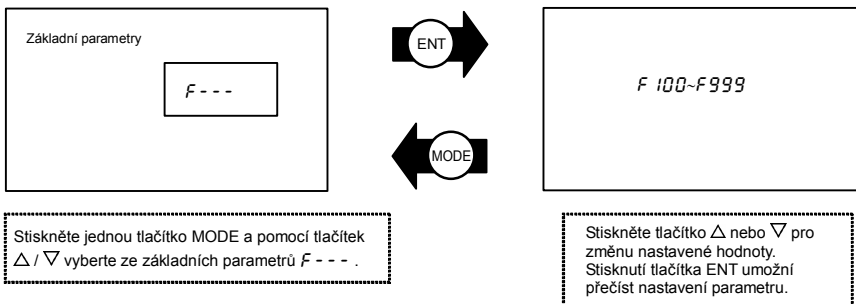 Základní parametry
F - - -
ENT
F 100~F999
MODE
Stiskněte jednou tlačítko MODE a pomocí tlačítek
△ / ▽ vyberte ze základních parametrů F - - - .
Stiskněte tlačítko △ nebo ▽ pro
změnu nastavené hodnoty.
Stisknutí tlačítka ENT umožní
přečíst nastavení parametru.